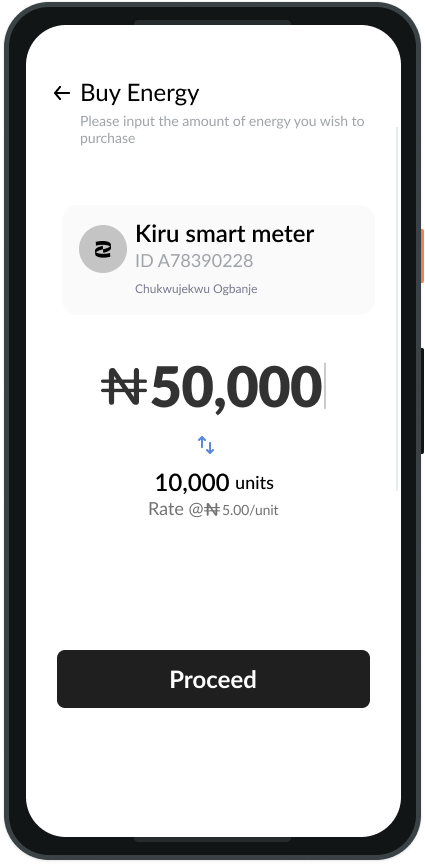 Buy Energy
Please input the amount of energy you wish to
purchase
Kiru smart meter
ID A78390228
Chukwujekwu Ogbanje
₦50,000
10,000 units
Rate @₦5.00/unit
Proceed